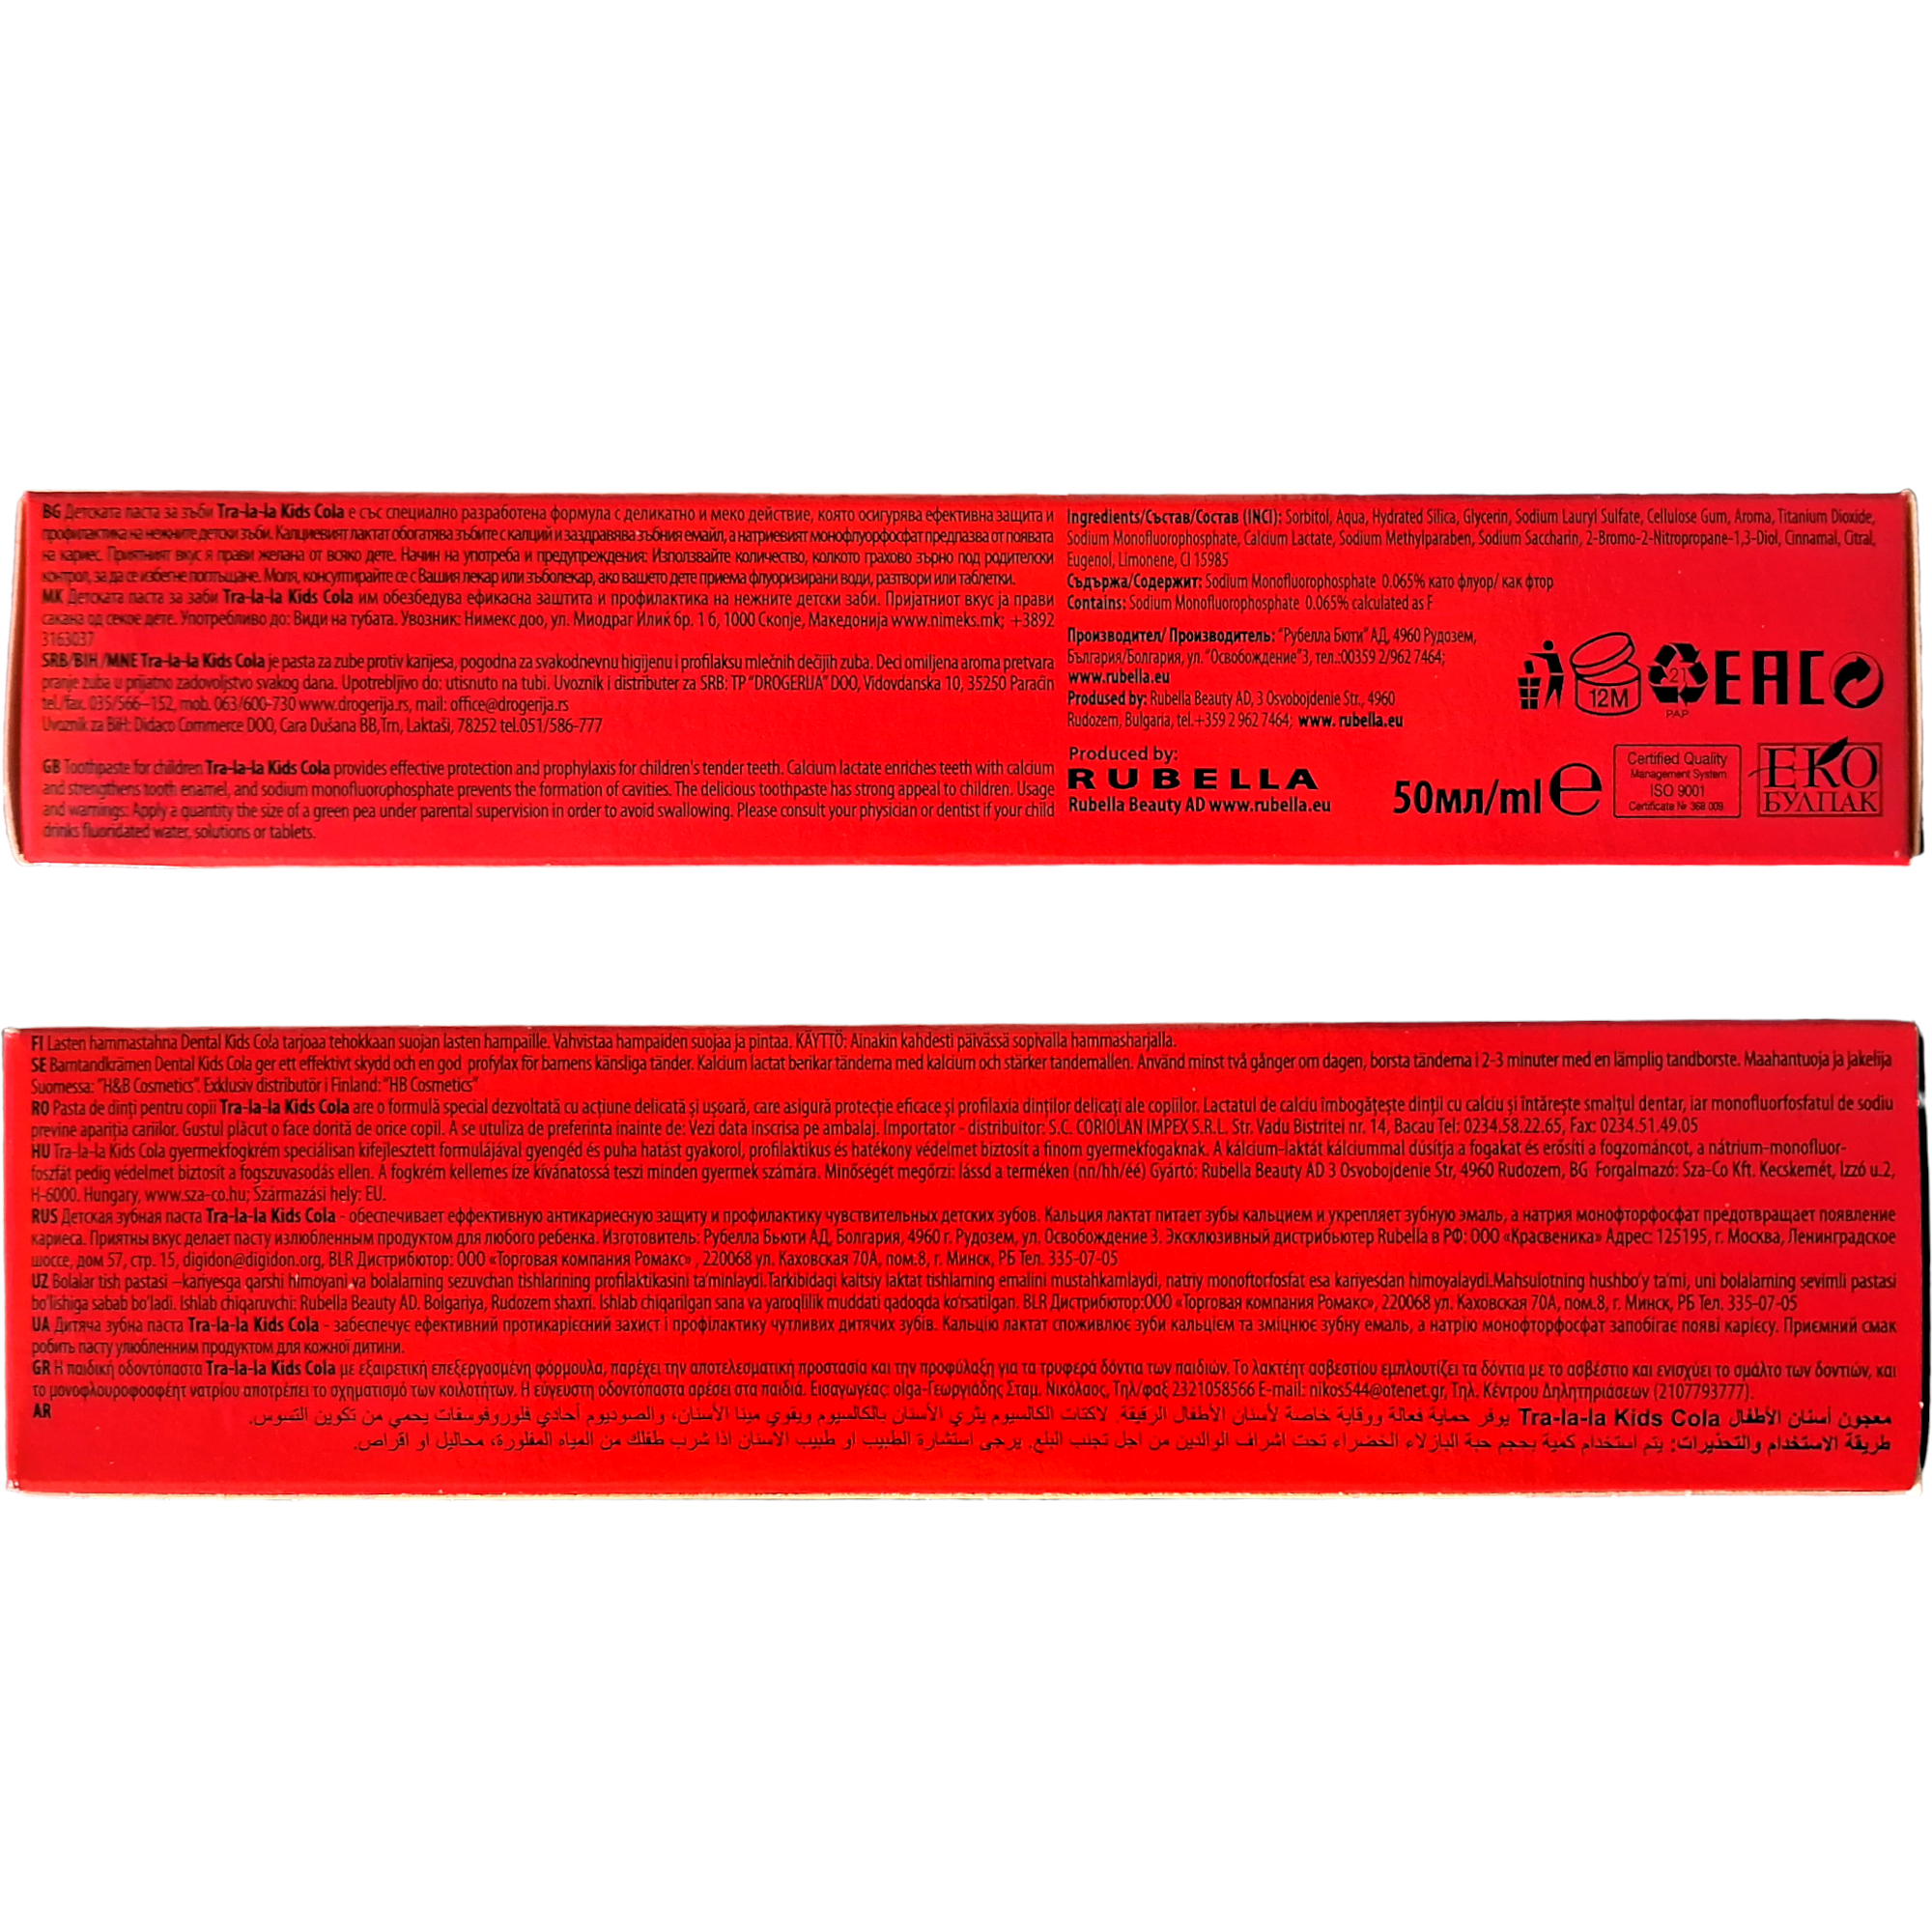 BG Детската паста за зъби Tra-la-la Kids Cola е със специално разработена формула с деликатно и меко действие, която осигурява ефективна защита и
профилактика на нежните детски зъби. Калциевият лактат обогатява зъбите с калций и заздравява зъбния емайл, а натриевият монофлуорфосфат предпазва от появата
на кариес. Приятният вкус я прави желана от всяко дете. Начин на употреба и предупреждения: Използвайте количество, колкото грахово зърно под родителски
контрол, за да се избегне поглъщане. Моля, консултирайте се с Вашия лекар или зъболекар, ако вашето дете приема флуоризирани води, разтвори или таблетки.
MK Детската паста за заби Tra-la-la Kids Cola им обезбедува ефикасна заштита и профилактика на нежните детски заби. Пријатниот вкус ја прави
сакана од секое дете. Употребливо до: Види на тубата. Увозник: Нимекс доо, ул. Миодраг Илиќ бр. 1 6, 1000 Скопје, Македонија www.nimeks.mk; +3892
3163037
SRB/BIH /MNE Tra-la-la Kids Cola je pasta za zube protiv karijesa, pogodna za svakodnevnu higijenu i profilaksu mlečnih dečijih zuba. Deci omiljena aroma pretvara
pranje zuba u prijatno zadovoljstvo svakog dana. Upotrebljivo do: utisnuto na tubi. Uvoznik i distributer za SRB: TP "DROGERIJA" DOO, Vidovdanska 10, 35250 Paraćin
tel./fax. 035/566–152, mob. 063/600-730 www.drogerija.rs, mail: office@drogerija.rs
Uvoznik za BiH: Didaco Commerce DOO, Cara Dušana BB,Trn, Laktaši, 78252 tel.051/586-777
GB Toothpaste for children Tra-la-la Kids Cola provides effective protection and prophylaxis for children's tender teeth. Calcium lactate enriches teeth with calcium
and strengthens tooth enamel, and sodium monofluorophosphate prevents the formation of cavities. The delicious toothpaste has strong appeal to children. Usage
and warnings: Apply a quantity the size of a green pea under parental supervision in order to avoid swallowing. Please consult your physician or dentist if your child
drinks fluoridated water, solutions or tablets.
Ingredients/Състав/Состав (INCI): Sorbitol, Aqua, Hydrated Silica, Glycerin, Sodium Lauryl Sulfate, Cellulose Gum, Aroma, Titanium Dioxide,
Sodium Monofluorophosphate, Calcium Lactate, Sodium Methylparaben, Sodium Saccharin, 2-Bromo-2-Nitropropane-1,3-Diol, Cinnamal, Citral,
Eugenol, Limonene, CI 15985
Съдържа/Содержит: Sodium Monofluorophosphate 0.065% като флуор/ как фтор
Contains: Sodium Monofluorophosphate 0.065% calculated as F
Производител/ Производитель: "Рубелла Бюти" АД, 4960 Рудозем,
България/Болгария, ул. "Освобождение"3, тел.:00359 2/962 7464;
www.rubella.eu
Prodused by: Rubella Beauty AD, 3 Osvobojdenie Str., 4960
Rudozem, Bulgaria, tel.+359 2 962 7464; www. rubella.eu
Produced by:
RUBELLA
Rubella Beauty AD www.rubella.eu
12M
21
PAP
EAC
50мл/ml e
Certified Quality
Management System
ISO 9001
Certificate № 368 009
ЕКО
БУЛПАК
FI Lasten hammastahna Dental Kids Cola tarjoaa tehokkaan suojan lasten hampaille. Vahvistaa hampaiden suojaa ja pintaa. KÄYTTÖ: Ainakin kahdesti päivässä sopivalla hammasharjalla.
SE Barntandkrämen Dental Kids Cola ger ett effektivt skydd och en god profylax för barnens känsliga tänder. Kalcium lactat berikar tänderna med kalcium och stärker tandemallen. Använd minst två gånger om dagen, borsta tänderna i 2-3 minuter med en lämplig tandborste. Maahantuoja ja jakelija
Suomessa: "H&B Cosmetics". Exklusiv distributör i Finland: "HB Cosmetics"
RO Pasta de dinți pentru copii Tra-la-la Kids Cola are o formulă special dezvoltată cu acțiune delicată și ușoară, care asigură protecție eficace și profilaxia dinților delicați ale copiilor. Lactatul de calciu îmbogățește dinții cu calciu și întărește smalțul dentar, iar monofluorfosfatul de sodiu
previne apariția cariilor. Gustul plăcut o face dorită de orice copil. A se utuliza de preferinta inainte de: Vezi data inscrisa pe ambalaj. Importator - distribuitor: S.C. CORIOLAN IMPEX S.R.L. Str. Vadu Bistritei nr. 14, Bacau Tel: 0234.58.22.65, Fax: 0234.51.49.05
HU Tra-la-la Kids Cola gyermekfogkrém speciálisan kifejlesztett formulájával gyengéd és puha hatást gyakorol, profilaktikus és hatékony védelmet biztosít a finom gyermekfogaknak. A kálcium-laktát kálciummal dúsítja a fogakat és erősíti a fogzománcot, a nátrium-monofluor-
foszfát pedig védelmet biztosít a fogszuvasodás ellen. A fogkrém kellemes íze kívánatossá teszi minden gyermek számára. Minőségét megőrzi: lássd a terméken (nn/hh/éé) Gyártó: Rubella Beauty AD 3 Osvobojdenie Str, 4960 Rudozem, BG Forgalmazó: Sza-Co Kft. Kecskemét, Izzó u.2,
H-6000. Hungary, www.sza-co.hu; Származási hely: EU.
RUS Детская зубная паста Tra-la-la Kids Cola - обеспечивает эффективную антикариесную защиту и профилактику чувствительных детских зубов. Кальция лактат питает зубы кальцием и укрепляет зубную эмаль, а натрия монофторфосфат предотвращает появление
кариеса. Приятны вкус делает пасту излюбленным продуктом для любого ребенка. Изготовитель: Рубелла Бьюти АД, Болгария, 4960 г. Рудозем, ул. Освобождение 3. Эксклюзивный дистрибьютер Rubella в РФ: ООО «Красвеника» Адрес: 125195, г. Москва, Ленинградское
шоссе, дом 57, стр. 15, digidon@digidon.org, BLR Дистрибютор: ООО «Торговая компания Ромакс» , 220068 ул. Каховская 70А, пом.8, г. Минск, РБ Тел. 335-07-05
UZ Bolalar tish pastasi –kariyesga qarshi himoyani va bolalarning sezuvchan tishlarining profilaktikasini ta'minlaydi.Tarkibidagi kaltsiy laktat tishlarning emalini mustahkamlaydi, natriy monoftorfosfat esa kariyesdan himoyalaydi.Mahsulotning hushbo'y ta'mi, uni bolalarning sevimli pastasi
bo'lishiga sabab bo'ladi. Ishlab chiqaruvchi: Rubella Beauty AD. Bolgariya, Rudozem shaxri. Ishlab chiqarilgan sana va yaroqlilik muddati qadoqda ko'rsatilgan. BLR Дистрибютор:ООО «Торговая компания Ромакс», 220068 ул. Каховская 70А, пом.8, г. Минск, РБ Тел. 335-07-05
UA Дитяча зубна паста Tra-la-la Kids Cola - забеспечує ефективний протикарієсний захист і профілактику чутливих дитячих зубів. Кальцію лактат споживлює зуби кальцієм та зміцнює зубну емаль, а натрію монофторфосфат запобігає появі карієсу. Приємний смак
робить пасту улюбленним продуктом для кожної дитини.
GR Η παιδική οδοντόπαστα Tra-la-la Kids Cola με εξαιρετική επεξεργασμένη φόρμουλα, παρέχει την αποτελεσματική προστασία και την προφύλαξη για τα τρυφερά δόντια των παιδιών. Το λακτέητ ασβεστίου εμπλουτίζει τα δόντια με το ασβέστιο και ενισχύει το σμάλτο των δοντιών, και
το μονοφλουροφοσφέητ νατρίου αποτρέπει το σχηματισμό των κοιλοτήτων. Η εύγευστη οδοντόπαστα αρέσει στα παιδιά. Εισαγωγέας: olga-Γεωργιάδης Σταμ. Νικόλαος, Τηλ/φαξ 2321058566 E-mail: nikos544@otenet.gr, Τηλ. Κέντρου Δηλητηριάσεων (2107793777).
AR معجون أسنان الأطفال Tra-la-la Kids Cola يوفر حماية فعالة ووقاية خاصة لأسنان الأطفال الرقيقة. لاكتات الكالسيوم يثري الأسنان بالكالسيوم ويقوي مينا الأسنان، والصوديوم أحادي فلوروفوسفات يحمي من تكوين التسوس.
طريقة الاستخدام والتحذيرات: يتم استخدام كمية بحجم حبة البازلاء الخضراء تحت اشراف الوالدين من اجل تجنب البلع. يرجى استشارة الطبيب او طبيب الاسنان اذا شرب طفلك من المياه المفلورة، محاليل او اقراص.